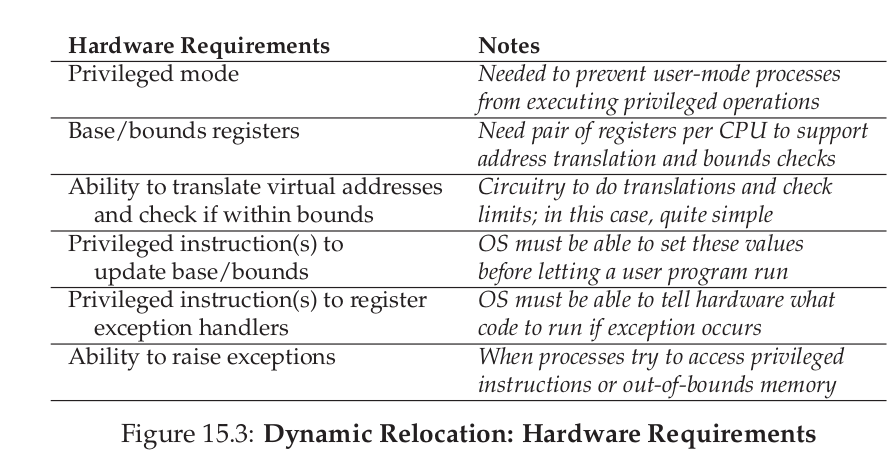 Hardware Requirements Notes
Privileged mode Needed to prevent user-mode processes
from executing privileged operations
Base/bounds registers Need pair of registers per CPU to support
address translation and bounds checks
Ability to translate virtual addresses Circuitry to do translations and check
and check if within bounds limits; in this case, quite simple
Privileged instruction(s) to OS must be able to set these values
update base/bounds before letting a user program run
Privileged instruction(s) to register OS must be able to tell hardware what
exception handlers code to run if exception occurs
Ability to raise exceptions When processes try to access privileged
instructions or out-of-bounds memory
Figure 15.3: Dynamic Relocation: Hardware Requirements